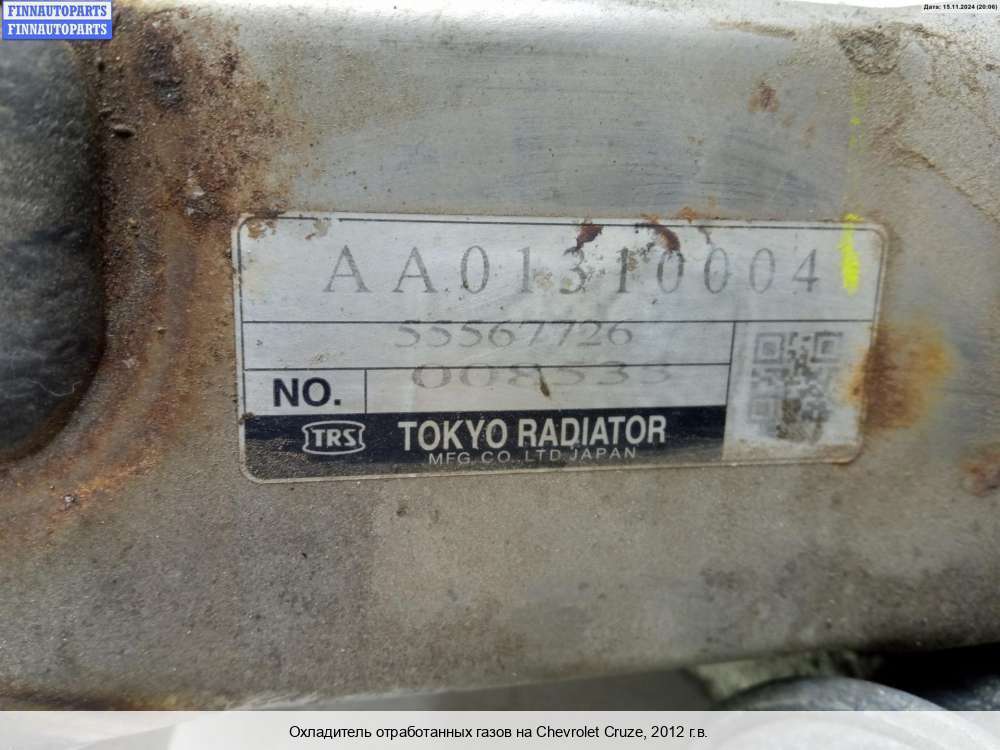 FINNAUTOPARTS
FINNAUTOPARTS
Дата: 15.11.2024 (20:06)
AA01310004
55567726
NO. 008533
TRS TOKYO RADIATOR
MFG. CO. LTD JAPAN
Охладитель отработанных газов на Chevrolet Cruze, 2012 г.в.